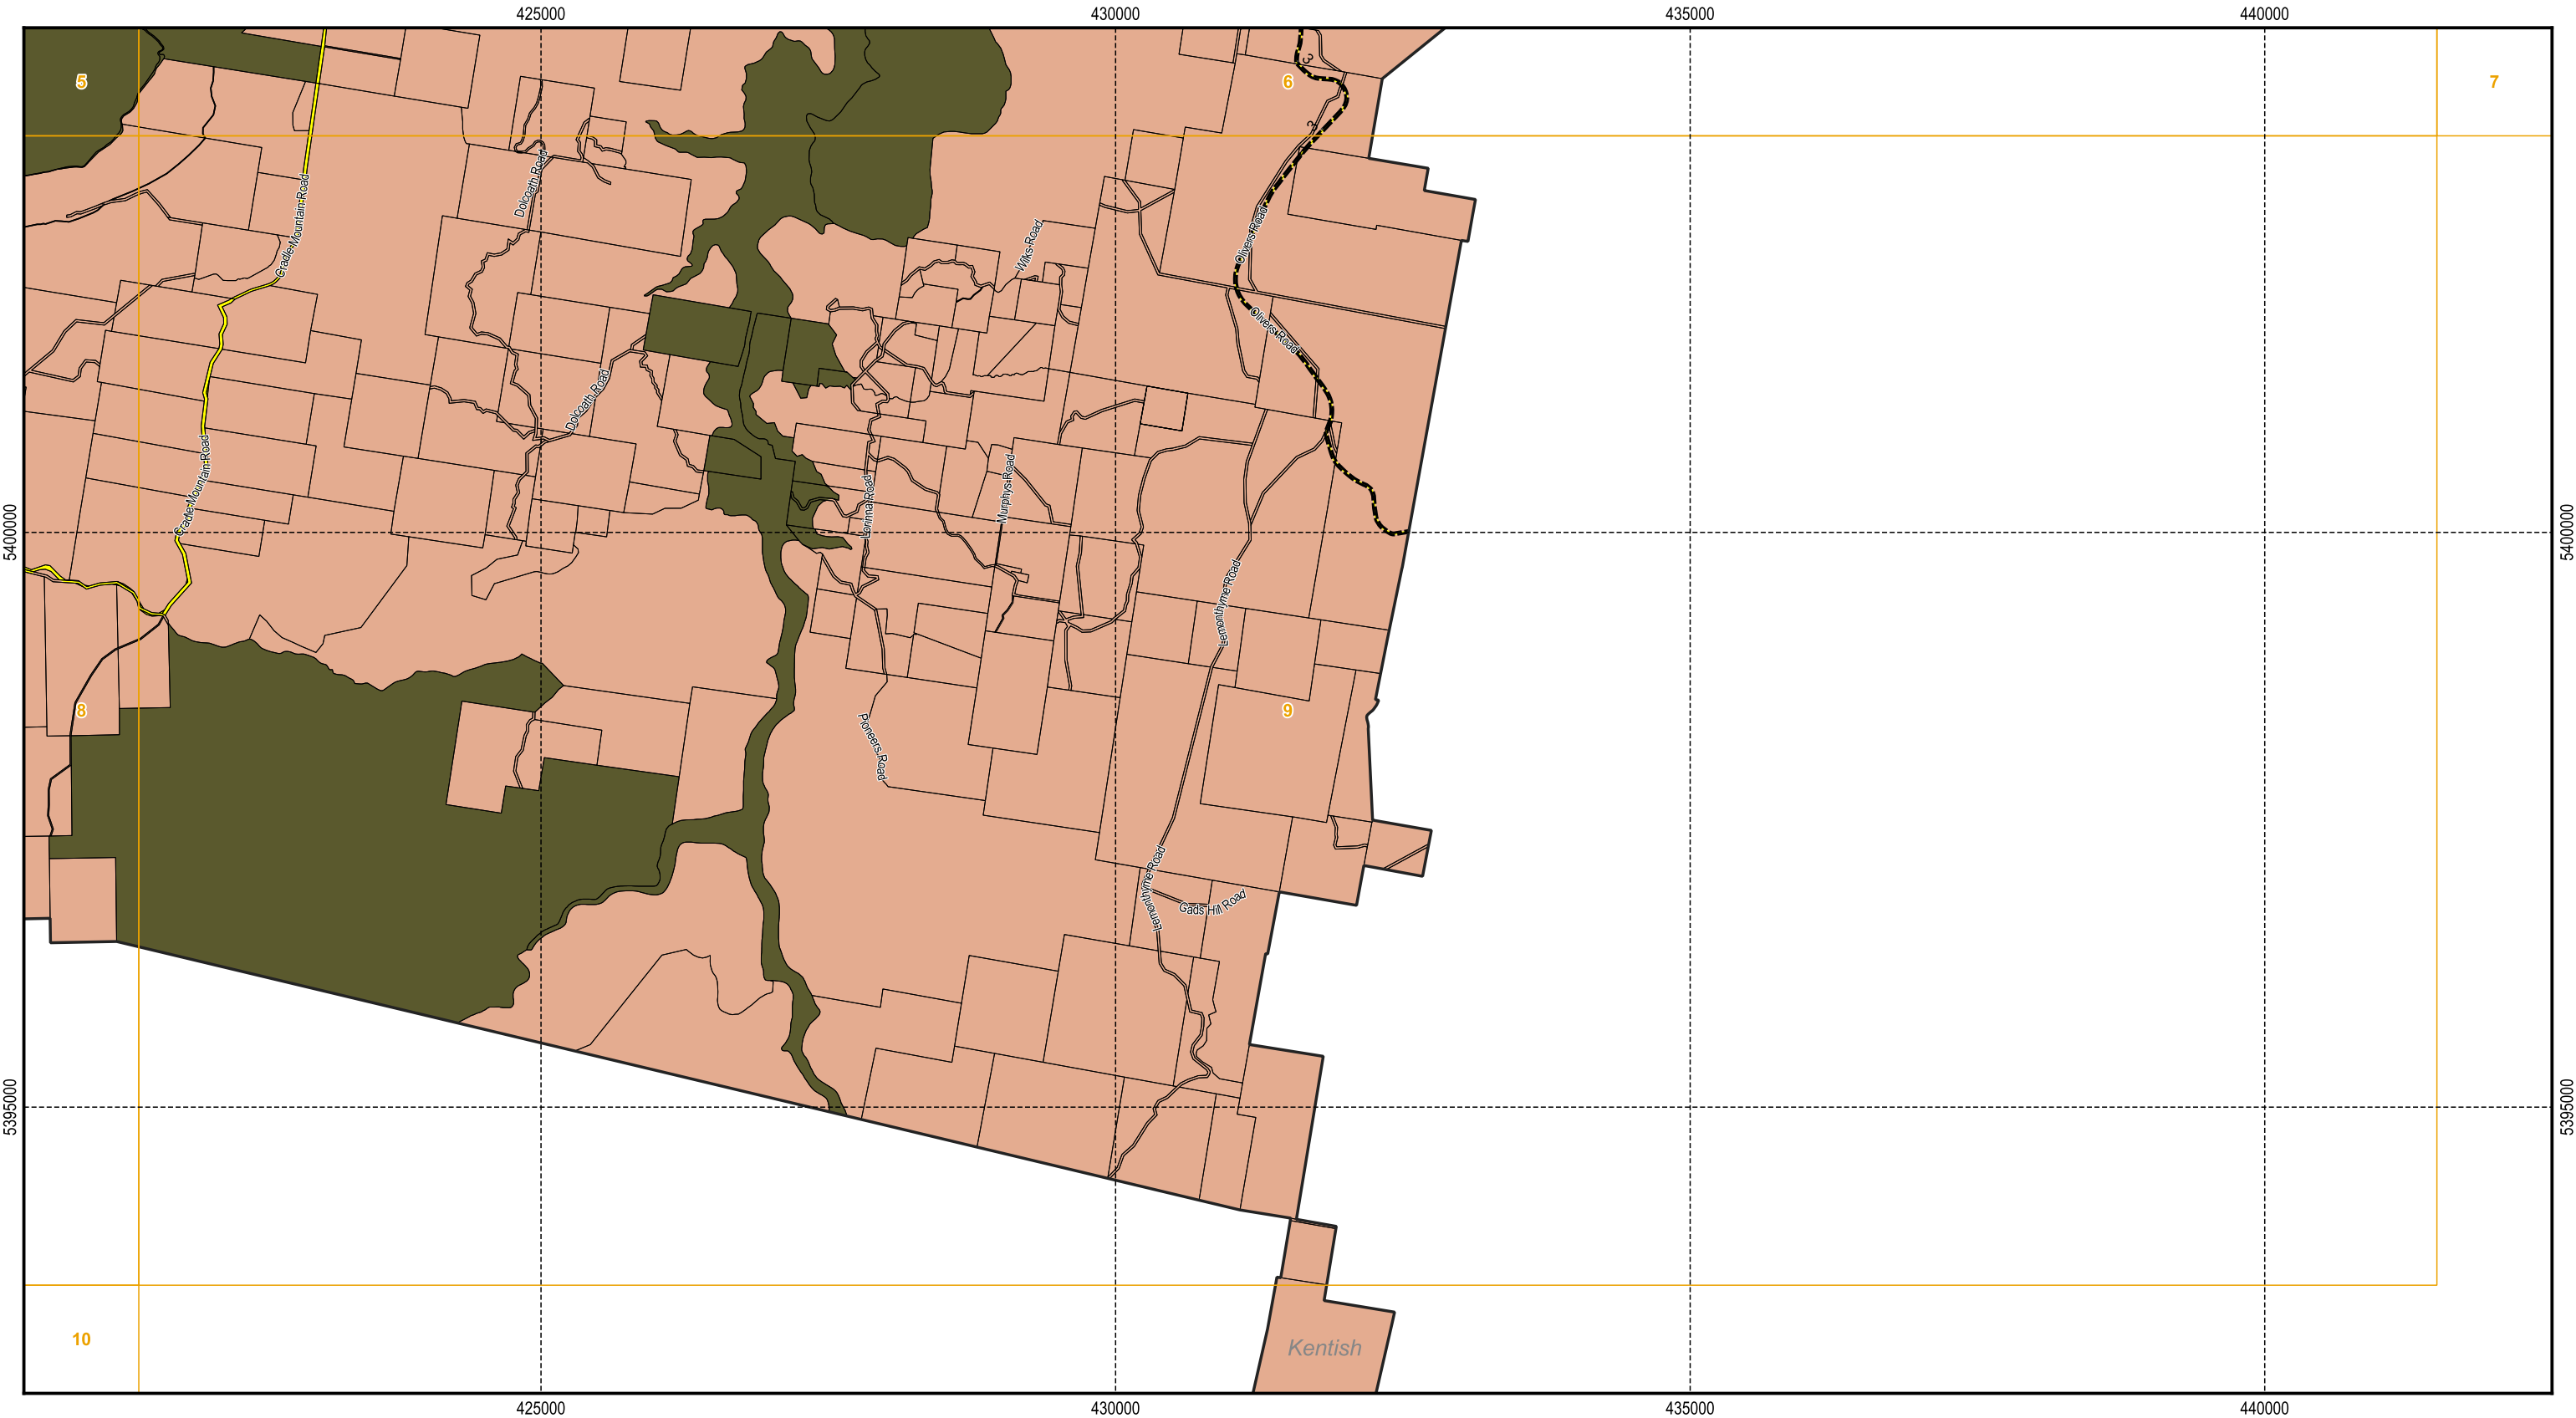 425000
430000
435000
440000
5
6
7
3
Dolcoath Road
Cradle Mountain Road
Wilks Road
Olivers Road
Olivers Road
Dolcoath Road
Cradle Mountain Road
Lorinna Road
Murphys Road
5400000
5400000
Lemonthyme Road
8
9
Pioneers Road
Lemonthyme Road
Gads Hill Road
5395000
5395000
10
Kentish
425000
430000
435000
440000